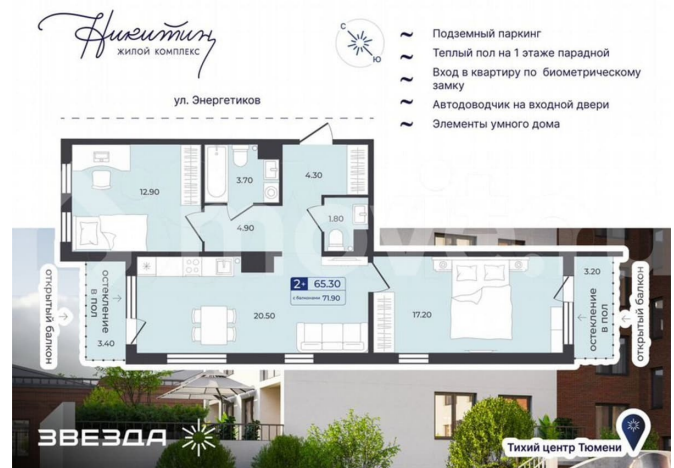 Никитин
ЖИЛОЙ КОМПЛЕКС
С
Ю
~ Подземный паркинг
~ Теплый пол на 1 этаже парадной
~ Вход в квартиру по биометрическому
замку
~ Автодоводчик на входной двери
~ Элементы умного дома
ул. Энергетиков
12.90
3.70
4.30
4.90
1.80
2+ 65.30
с балконами 71.90
20.50
17.20
открытый балкон
остекление
в пол
3.40
3.20
остекление
в пол
открытый балкон
ЗВЕЗДА
Тихий центр Тюмени